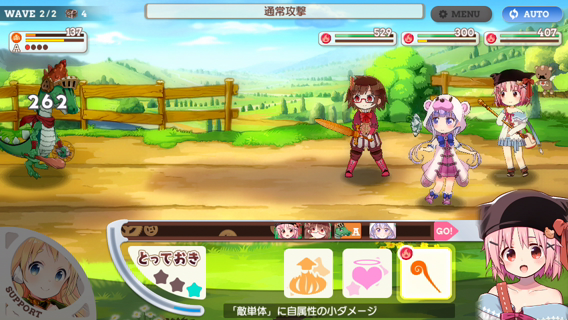 WAVE 2/2 4
通常攻撃
MENU
AUTO
137
A
529
300
407
262
A
GO!
とっておき
SUPPORT
「敵単体」に自属性の小ダメージ